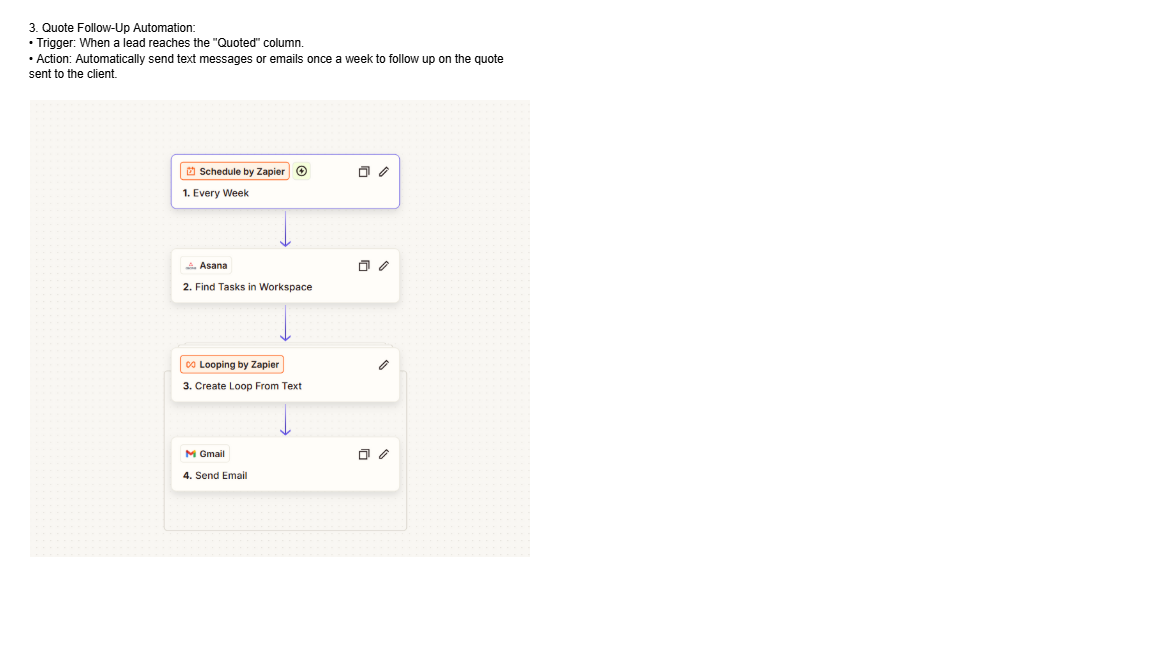 3. Quote Follow-Up Automation:
• Trigger: When a lead reaches the "Quoted" column.
• Action: Automatically send text messages or emails once a week to follow up on the quote
sent to the client.
Schedule by Zapier
1. Every Week
Asana
2. Find Tasks in Workspace
Looping by Zapier
3. Create Loop From Text
Gmail
4. Send Email